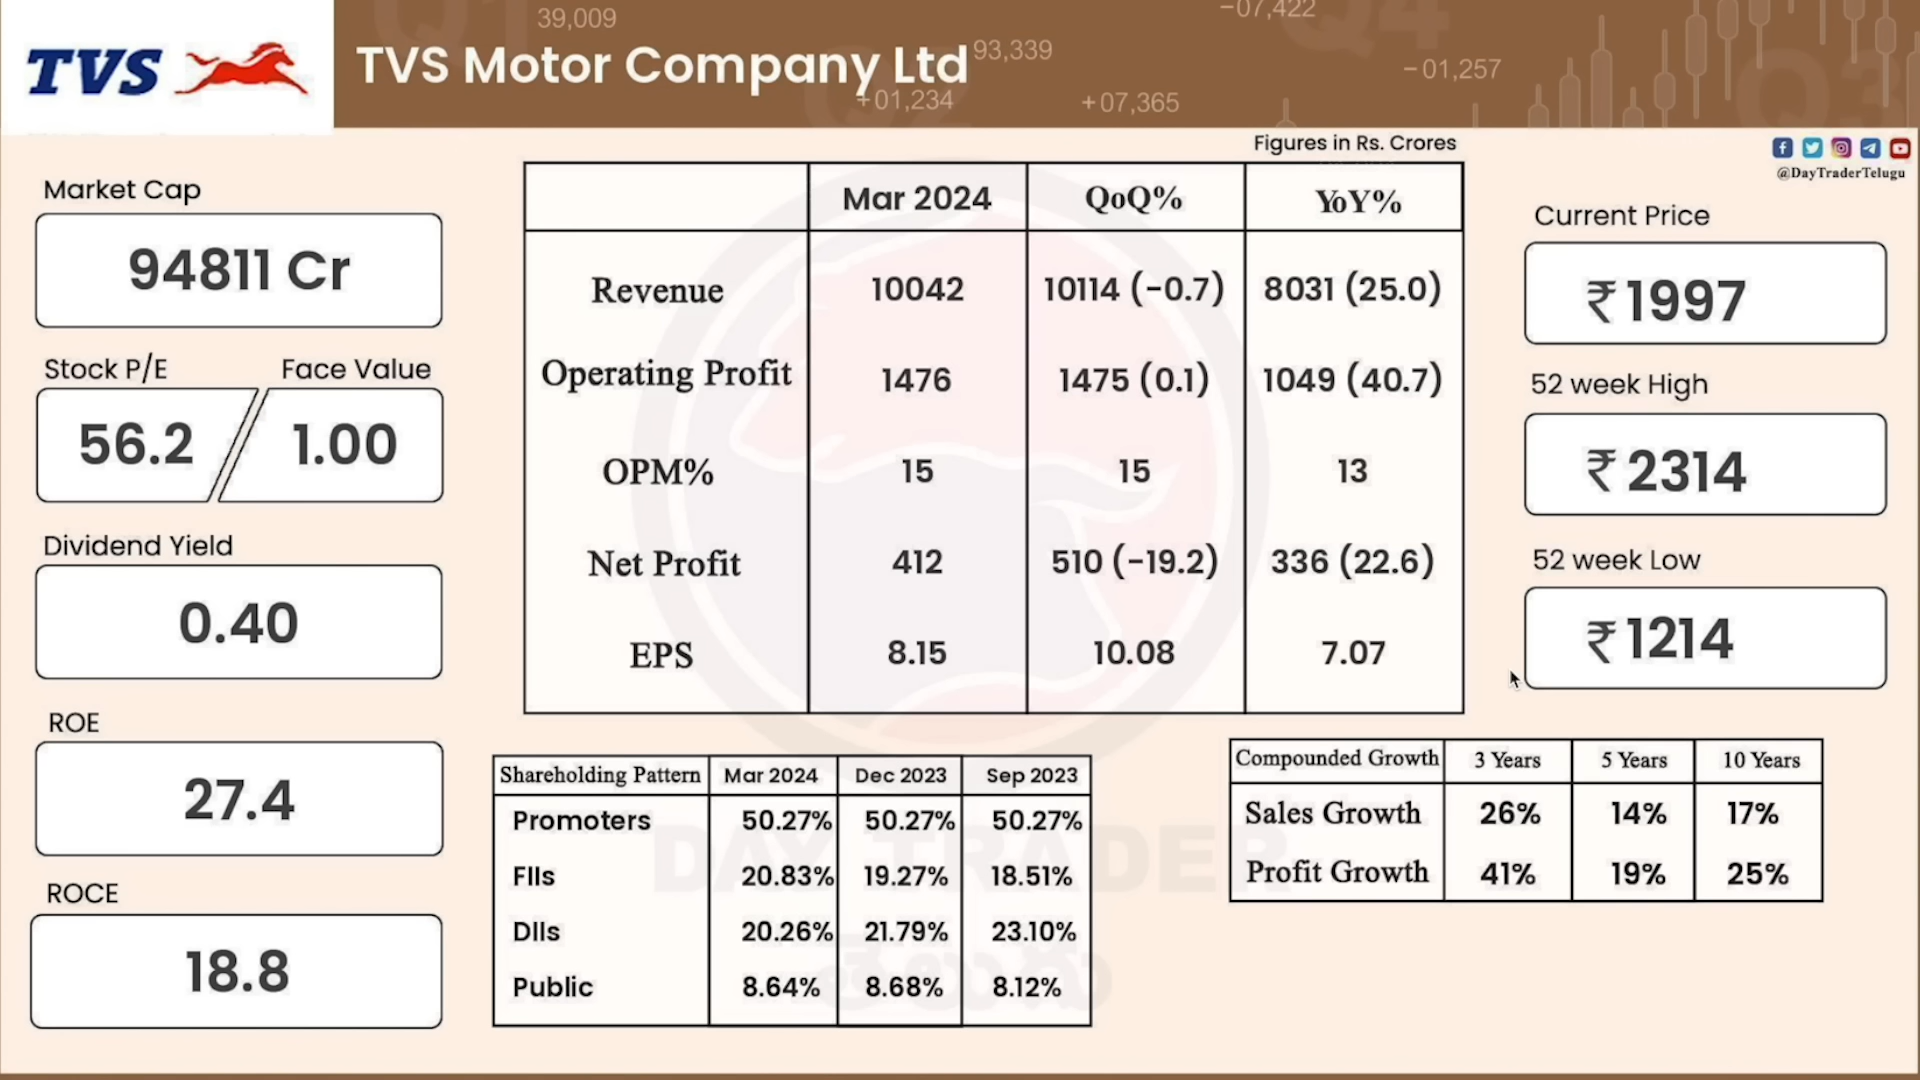 TVS
TVS Motor Company Ltd
39,009
93,339
+01,234
+07,365
-07,422
-01,257
Q1
Q2
Q4
Q3
Figures in Rs. Crores
@DayTraderTelugu
Market Cap
94811 Cr
Stock P/E Face Value
56.2 1.00
Dividend Yield
0.40
ROE
27.4
ROCE
18.8
Mar 2024 QoQ% YoY%
Revenue 10042 10114 (-0.7) 8031 (25.0)
Operating Profit 1476 1475 (0.1) 1049 (40.7)
OPM% 15 15 13
Net Profit 412 510 (-19.2) 336 (22.6)
EPS 8.15 10.08 7.07
Current Price
₹ 1997
52 week High
₹ 2314
52 week Low
₹ 1214
Shareholding Pattern Mar 2024 Dec 2023 Sep 2023
Promoters 50.27% 50.27% 50.27%
FIIs 20.83% 19.27% 18.51%
DIIs 20.26% 21.79% 23.10%
Public 8.64% 8.68% 8.12%
Compounded Growth 3 Years 5 Years 10 Years
Sales Growth 26% 14% 17%
Profit Growth 41% 19% 25%
DAY TRADER
తెలుగు